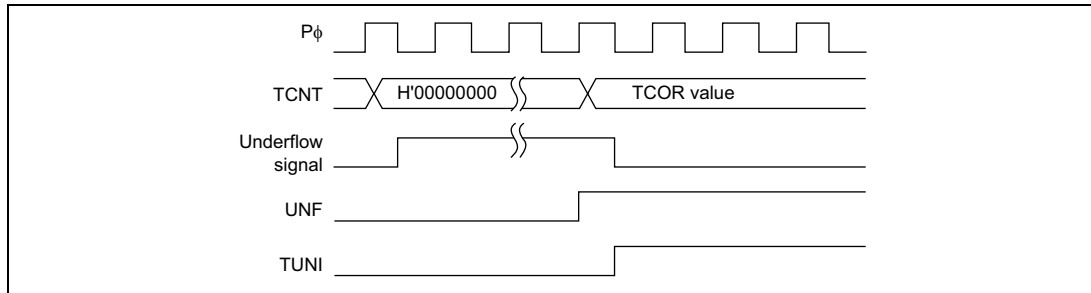 Pϕ
TCNT H'00000000 TCOR value
Underflow
signal
UNF
TUNI